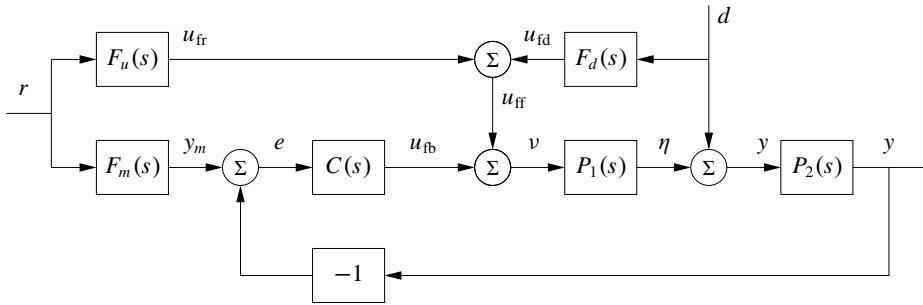 d
u_fr
u_fd
F_u(s)
Σ
F_d(s)
r
u_ff
y_m
e
u_fb
ν
η
y
y
F_m(s)
Σ
C(s)
Σ
P_1(s)
Σ
P_2(s)
−1